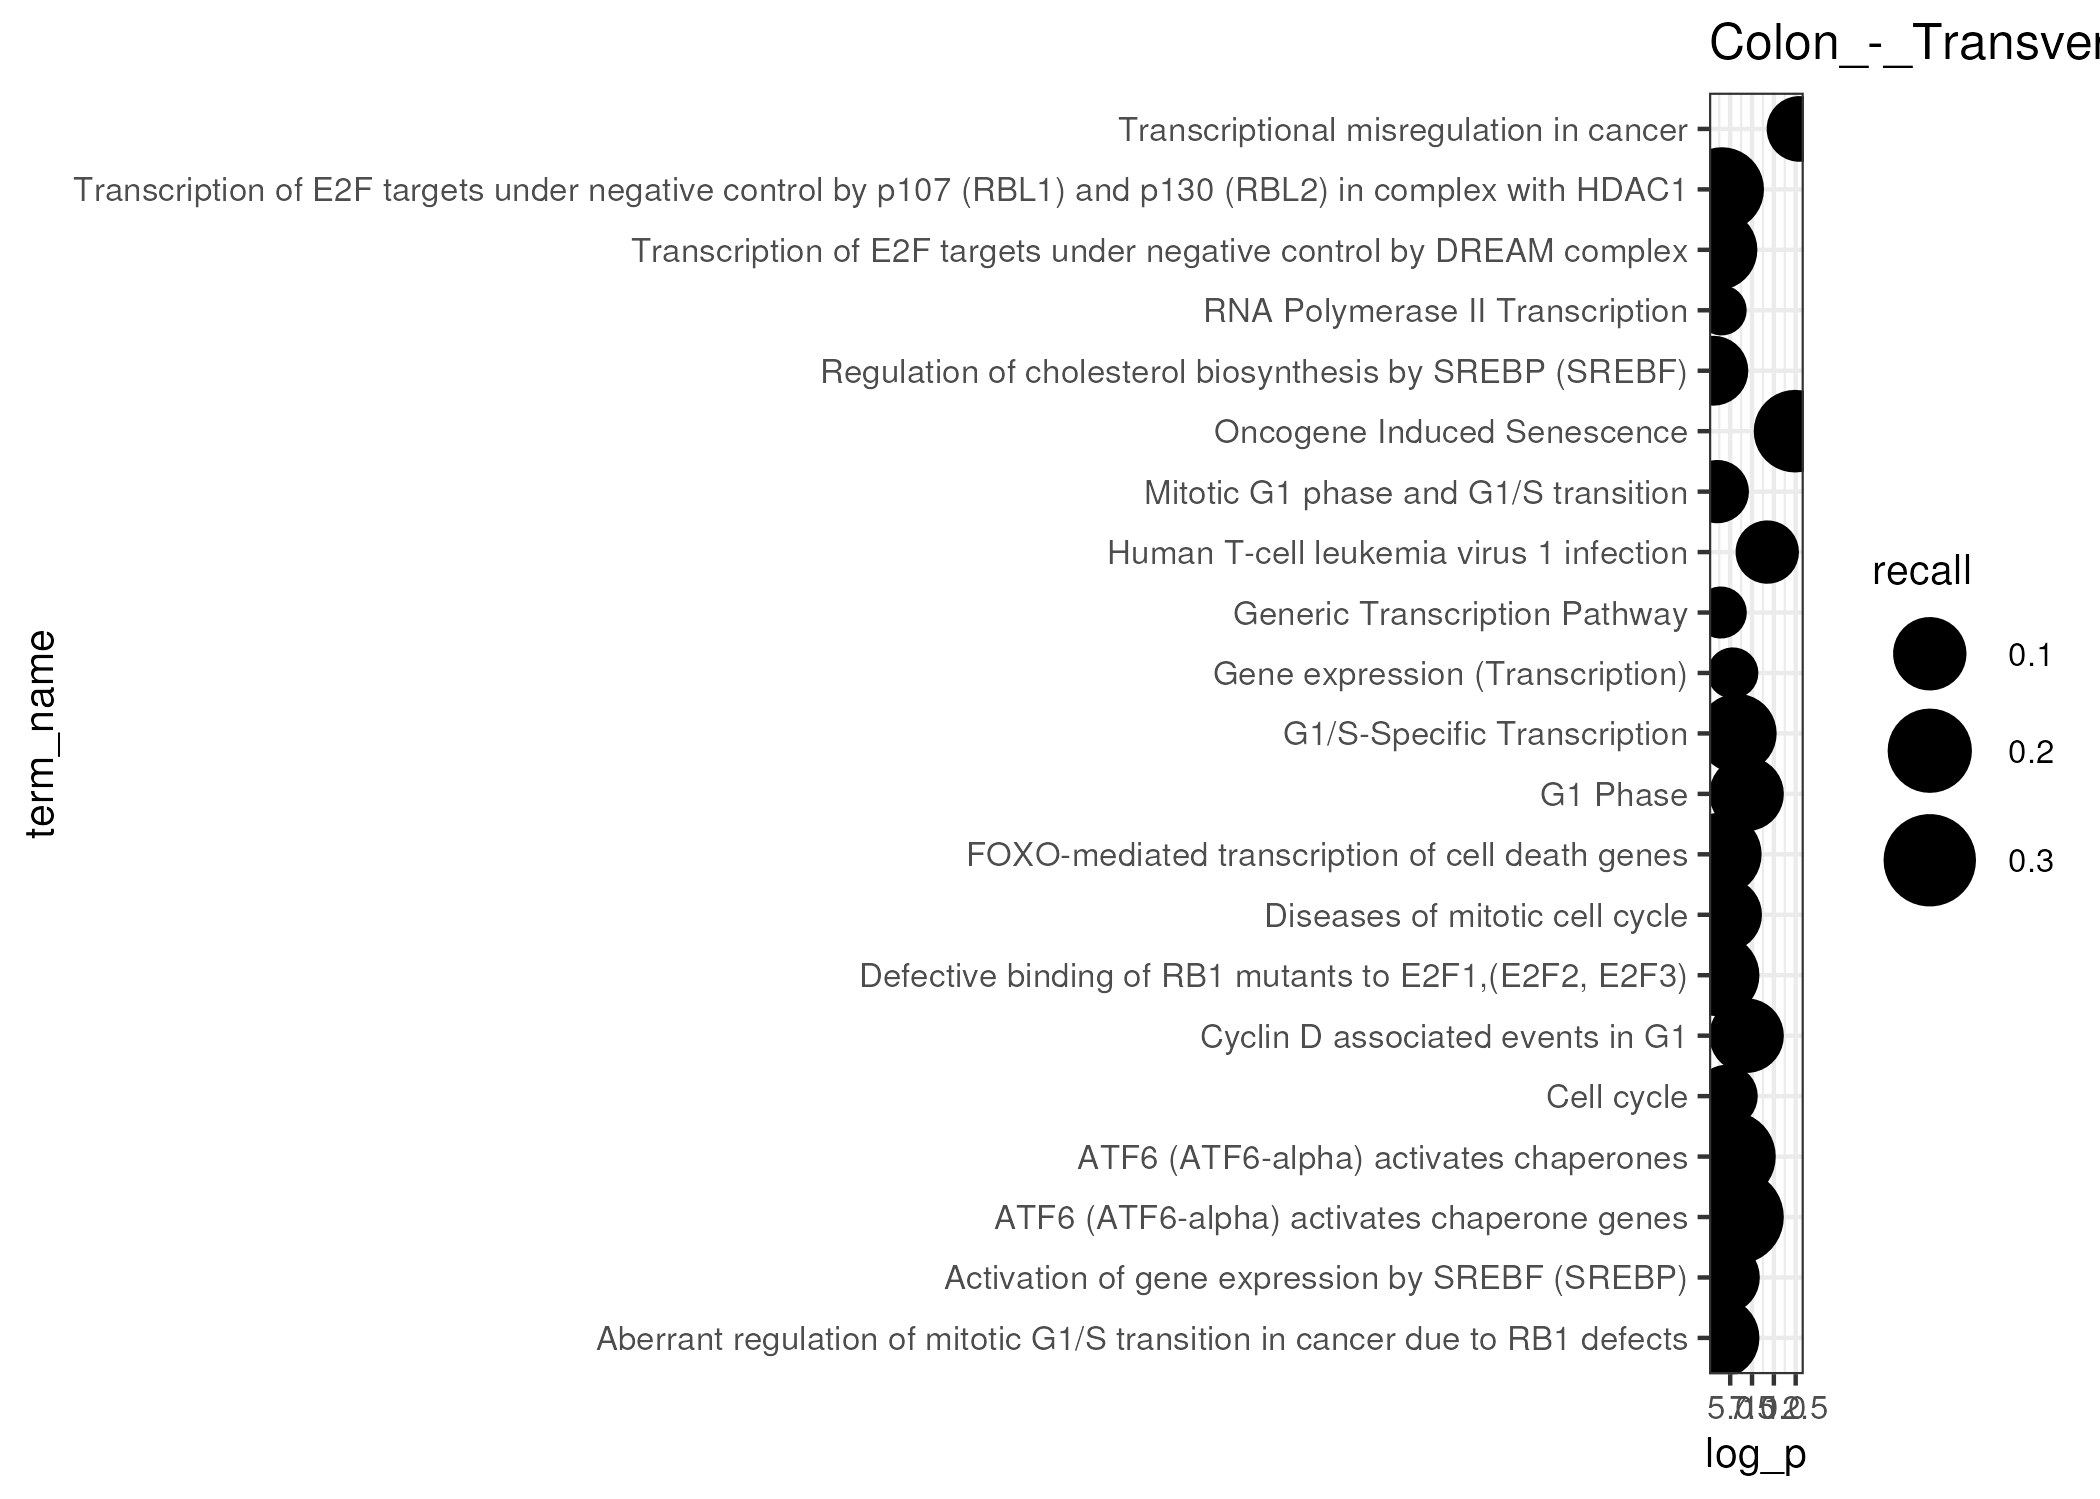 Colon_-_Transver
Transcriptional misregulation in cancer
Transcription of E2F targets under negative control by p107 (RBL1) and p130 (RBL2) in complex with HDAC1
Transcription of E2F targets under negative control by DREAM complex
RNA Polymerase II Transcription
Regulation of cholesterol biosynthesis by SREBP (SREBF)
Oncogene Induced Senescence
Mitotic G1 phase and G1/S transition
Human T-cell leukemia virus 1 infection
Generic Transcription Pathway
Gene expression (Transcription)
G1/S-Specific Transcription
G1 Phase
FOXO-mediated transcription of cell death genes
Diseases of mitotic cell cycle
Defective binding of RB1 mutants to E2F1,(E2F2, E2F3)
Cyclin D associated events in G1
Cell cycle
ATF6 (ATF6-alpha) activates chaperones
ATF6 (ATF6-alpha) activates chaperone genes
Activation of gene expression by SREBF (SREBP)
Aberrant regulation of mitotic G1/S transition in cancer due to RB1 defects
term_name
log_p
recall
0.1
0.2
0.3